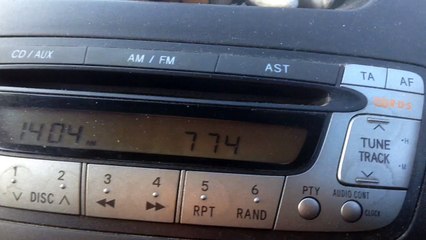 CD / AUX AM / FM AST TA AF
R·D·S
14:04 774
TUNE
TRACK
1 2 3 4 5 6
DISC RPT RAND
PTY AUDIO CONT
CLOCK